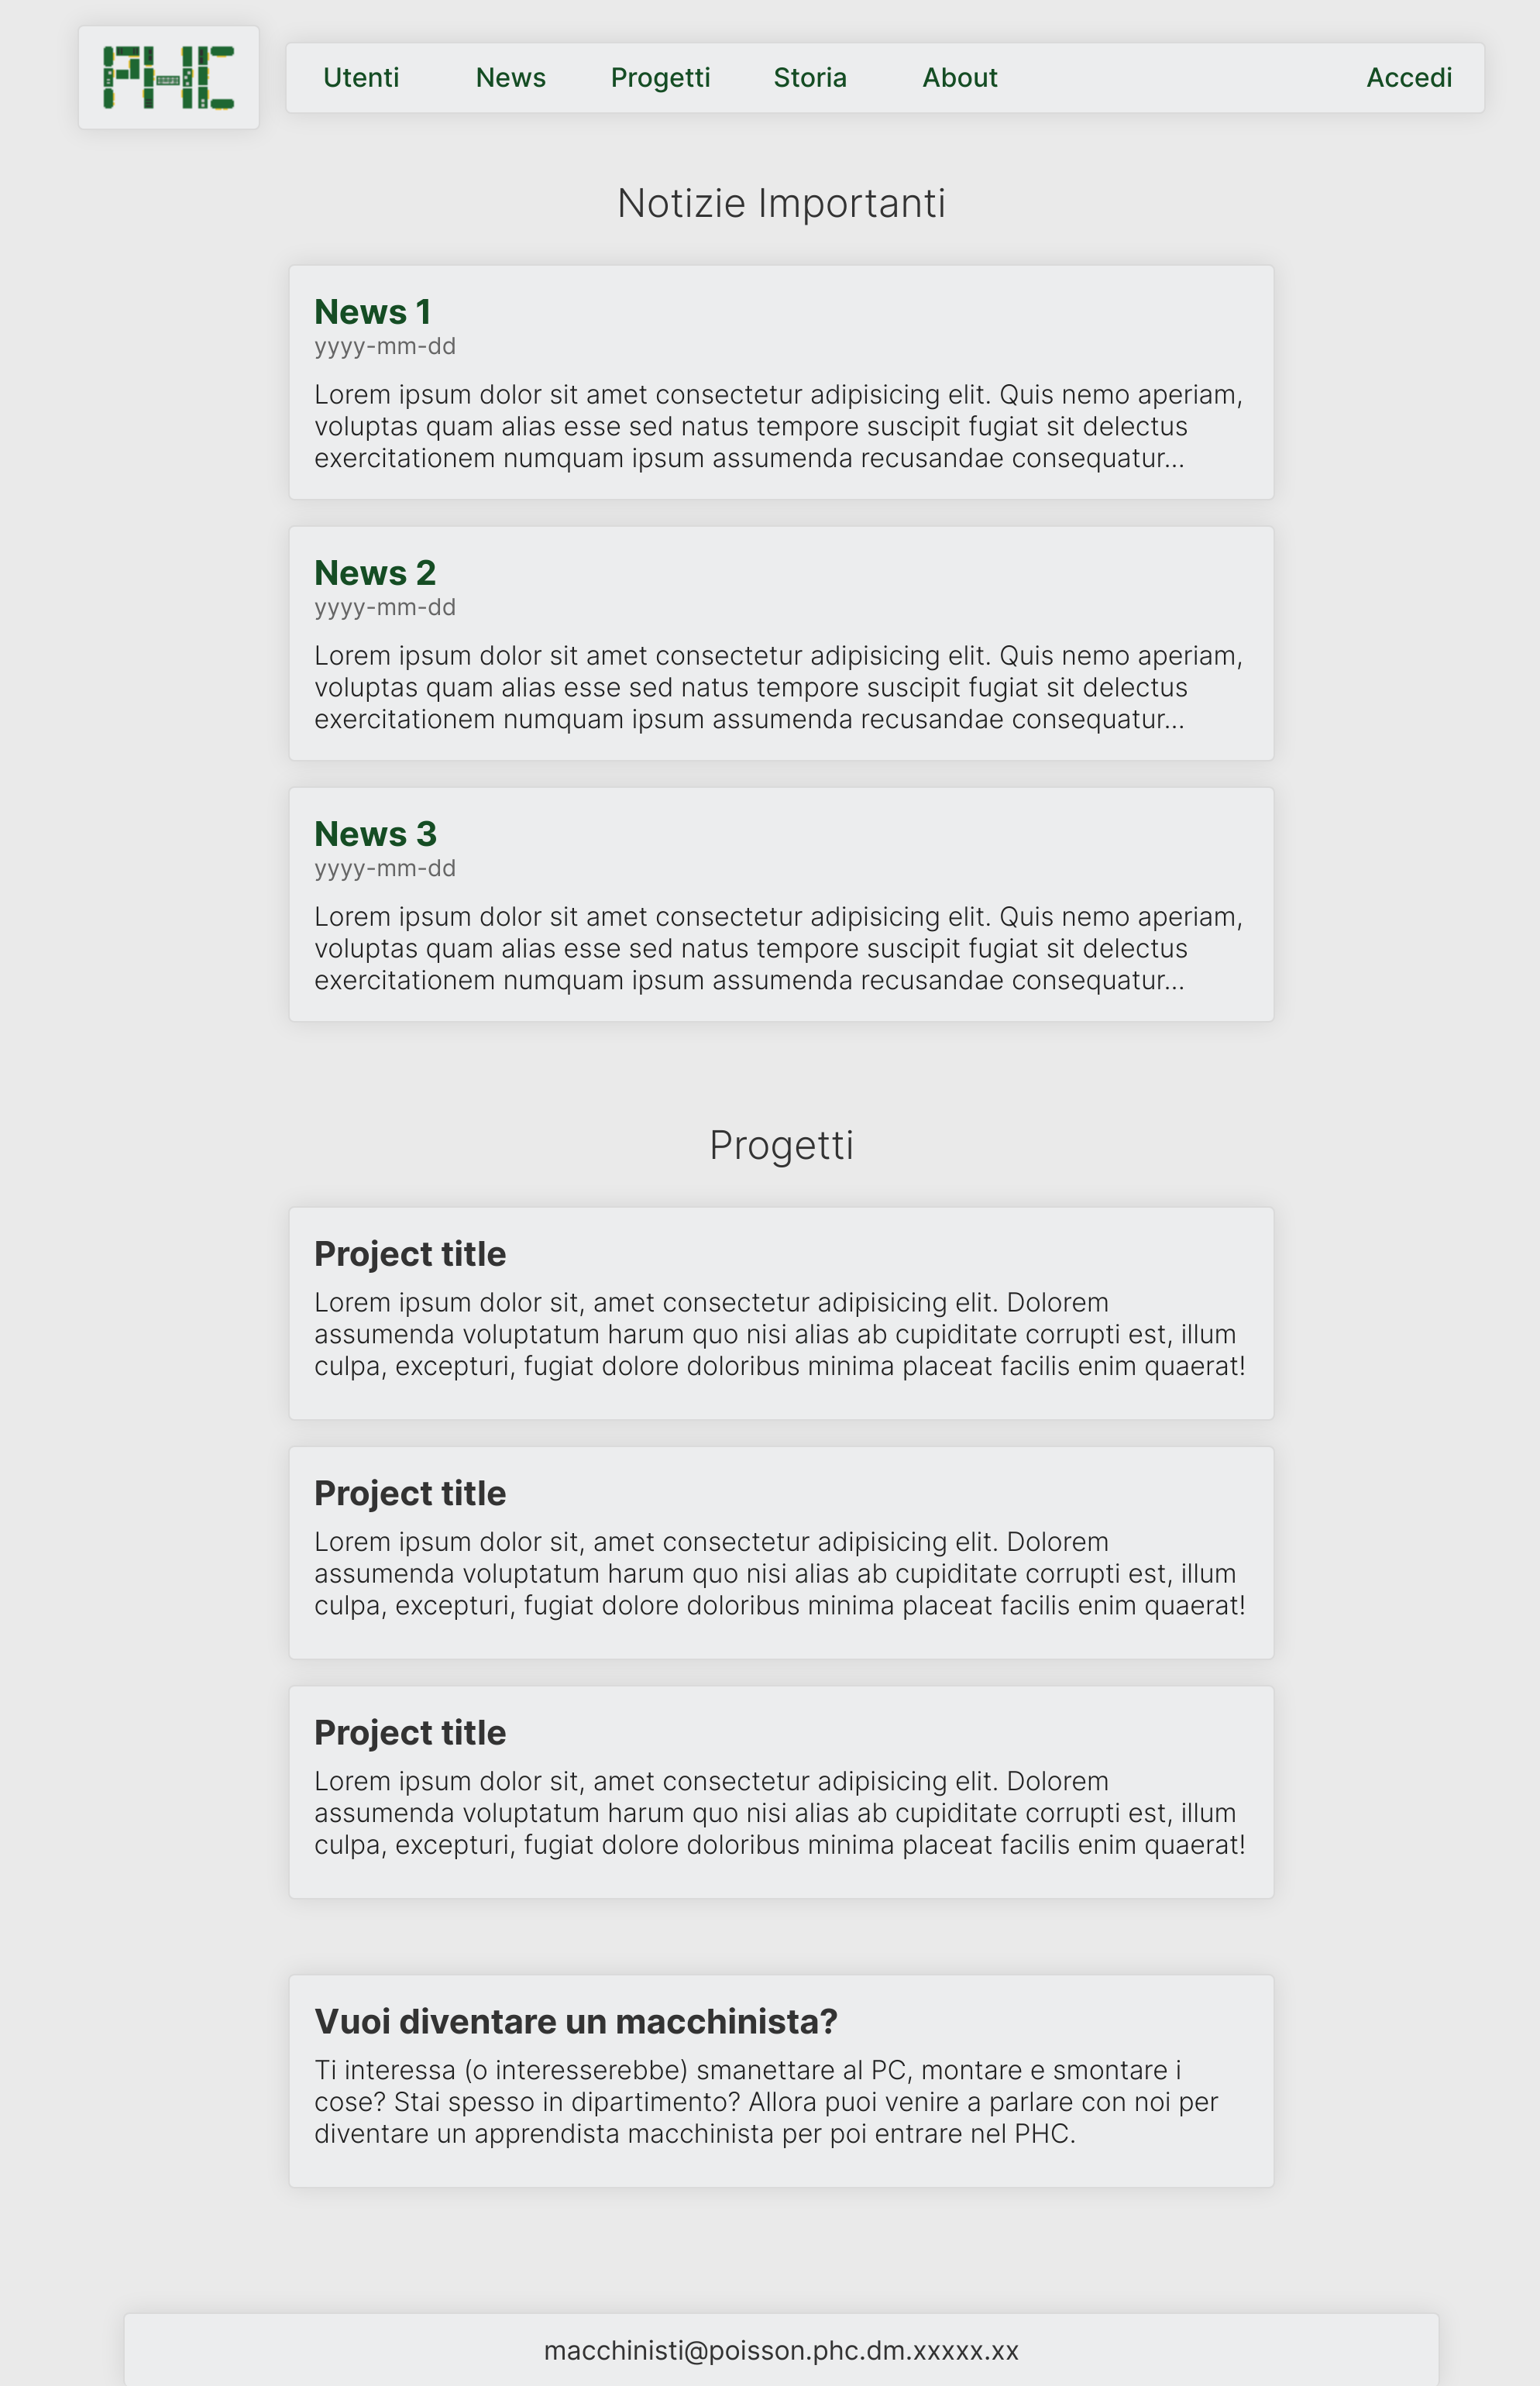 PHC
Utenti News Progetti Storia About Accedi
Notizie Importanti
News 1
yyyy-mm-dd
Lorem ipsum dolor sit amet consectetur adipisicing elit. Quis nemo aperiam,
voluptas quam alias esse sed natus tempore suscipit fugiat sit delectus
exercitationem numquam ipsum assumenda recusandae consequatur...
News 2
yyyy-mm-dd
Lorem ipsum dolor sit amet consectetur adipisicing elit. Quis nemo aperiam,
voluptas quam alias esse sed natus tempore suscipit fugiat sit delectus
exercitationem numquam ipsum assumenda recusandae consequatur...
News 3
yyyy-mm-dd
Lorem ipsum dolor sit amet consectetur adipisicing elit. Quis nemo aperiam,
voluptas quam alias esse sed natus tempore suscipit fugiat sit delectus
exercitationem numquam ipsum assumenda recusandae consequatur...
Progetti
Project title
Lorem ipsum dolor sit, amet consectetur adipisicing elit. Dolorem
assumenda voluptatum harum quo nisi alias ab cupiditate corrupti est, illum
culpa, excepturi, fugiat dolore doloribus minima placeat facilis enim quaerat!
Project title
Lorem ipsum dolor sit, amet consectetur adipisicing elit. Dolorem
assumenda voluptatum harum quo nisi alias ab cupiditate corrupti est, illum
culpa, excepturi, fugiat dolore doloribus minima placeat facilis enim quaerat!
Project title
Lorem ipsum dolor sit, amet consectetur adipisicing elit. Dolorem
assumenda voluptatum harum quo nisi alias ab cupiditate corrupti est, illum
culpa, excepturi, fugiat dolore doloribus minima placeat facilis enim quaerat!
Vuoi diventare un macchinista?
Ti interessa (o interesserebbe) smanettare al PC, montare e smontare i
cose? Stai spesso in dipartimento? Allora puoi venire a parlare con noi per
diventare un apprendista macchinista per poi entrare nel PHC.
macchinisti@poisson.phc.dm.xxxxx.xx